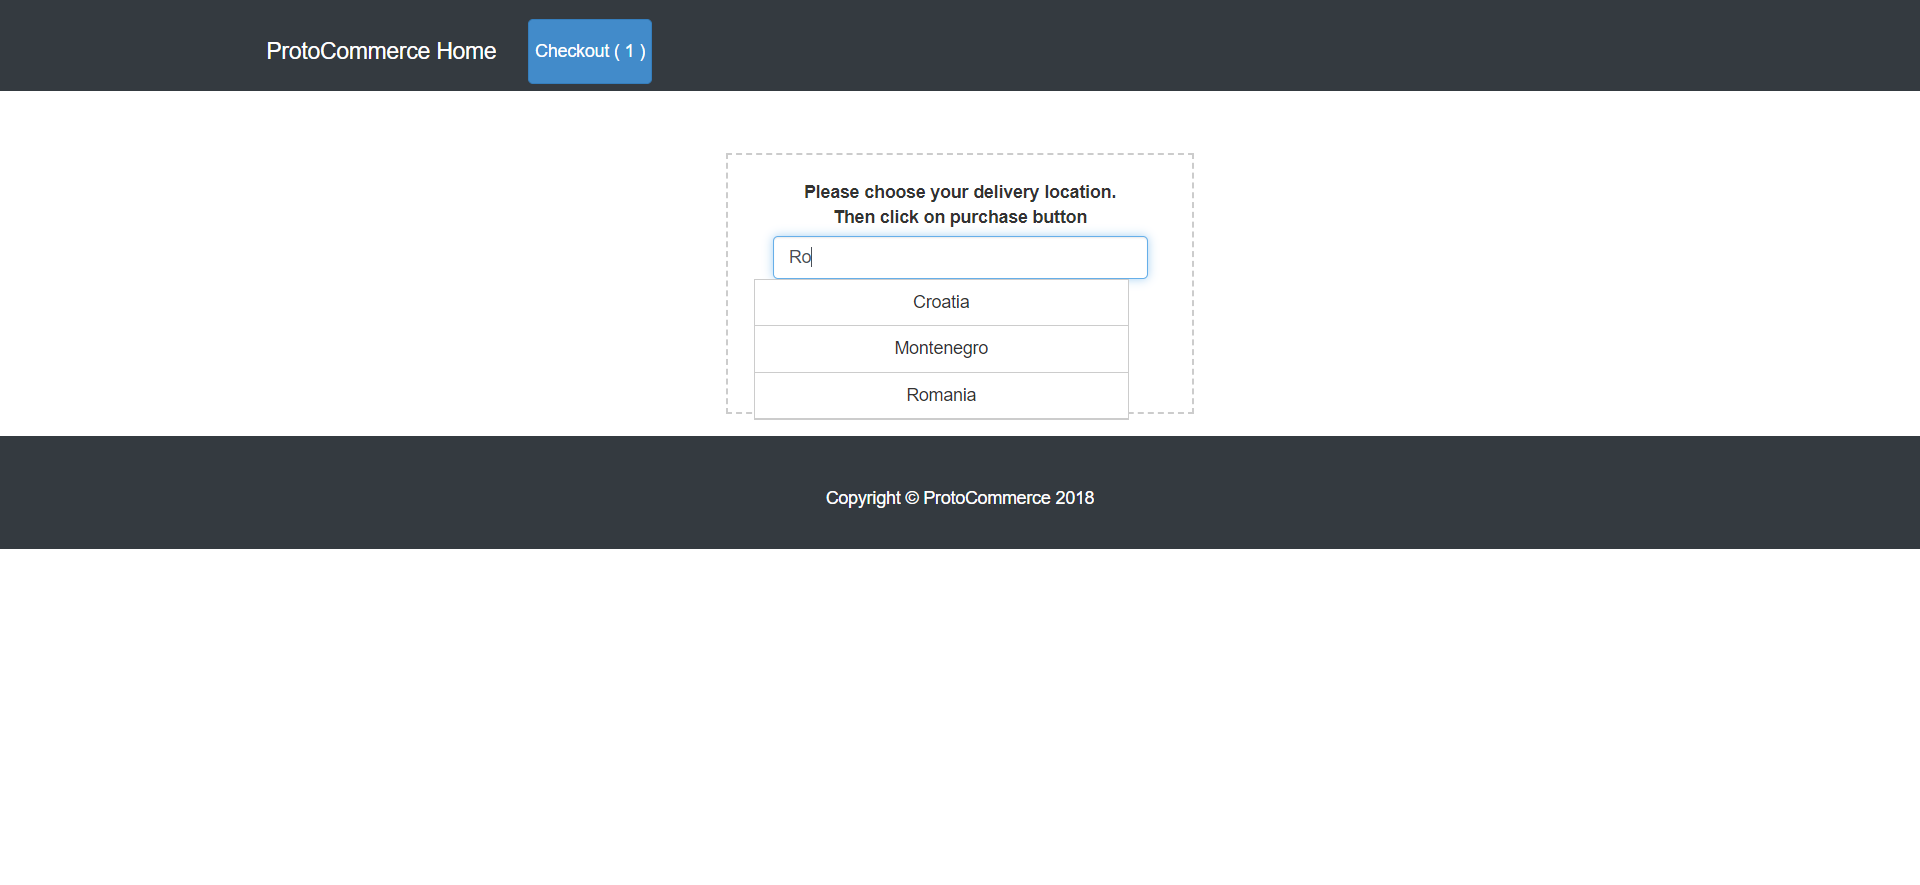 ProtoCommerce Home
Checkout ( 1 )
Please choose your delivery location.
Then click on purchase button
Ro
Croatia
Montenegro
Romania
Copyright © ProtoCommerce 2018